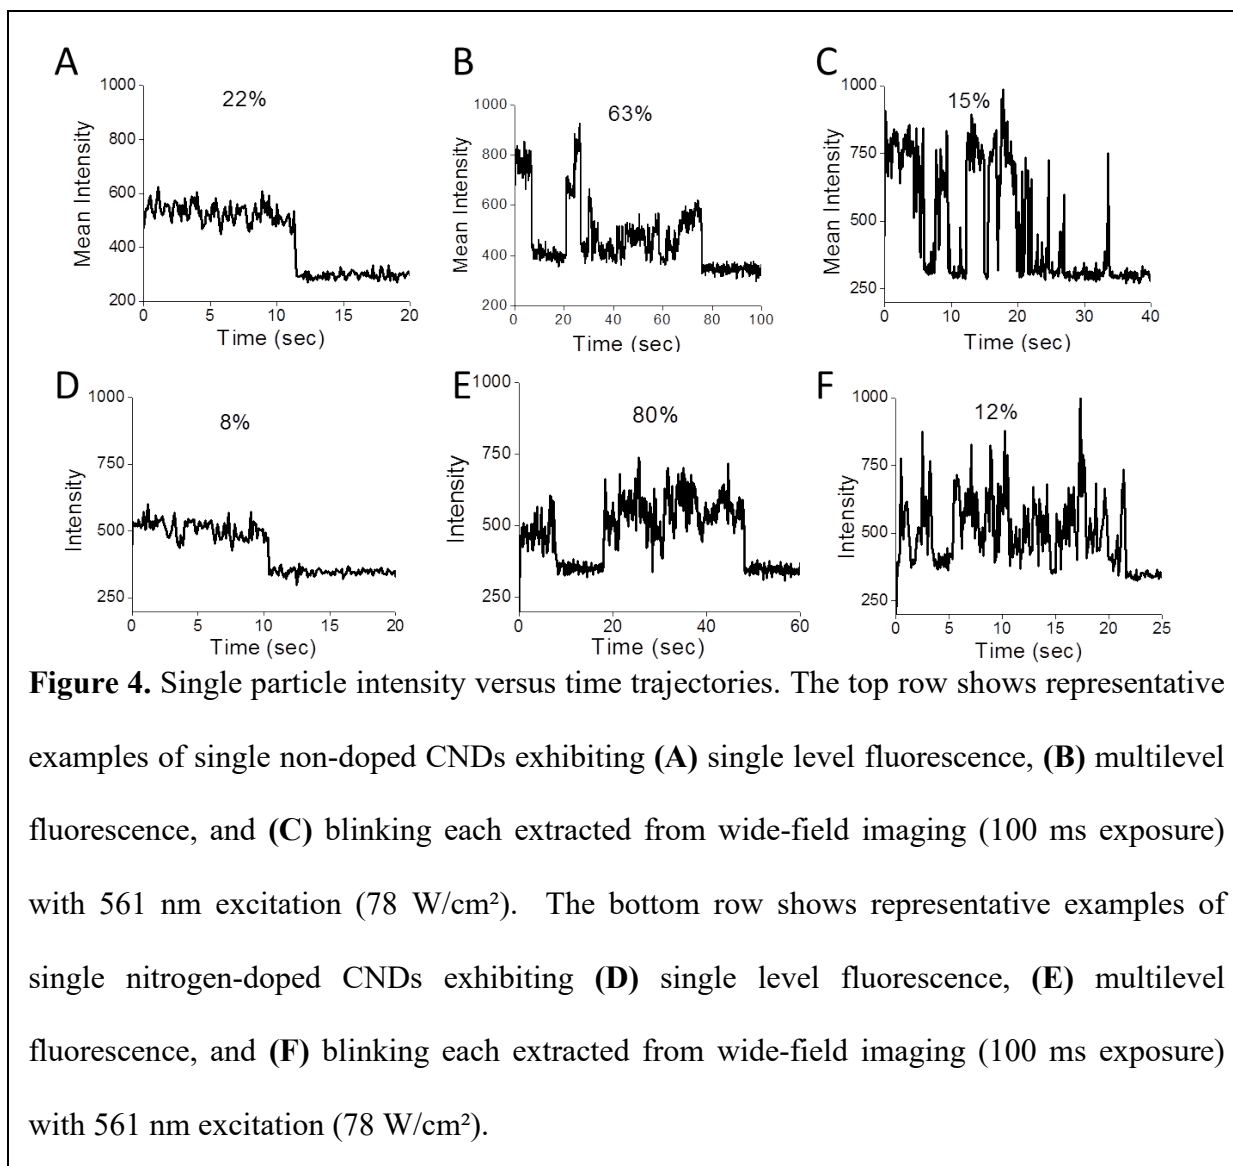 A
B
C
22%
63%
15%
1000
800
600
400
200
Mean Intensity
0
5
10
15
20
Time (sec)
1000
800
600
400
200
Mean Intensity
0
20
40
60
80
100
Time (sec)
1000
750
500
250
Mean Intensity
0
10
20
30
40
Time (sec)
D
E
F
8%
80%
12%
1000
750
500
250
Intensity
0
5
10
15
20
Time (sec)
1000
750
500
250
Intensity
0
20
40
60
Time (sec)
1000
750
500
250
Intensity
0
5
10
15
20
25
Time (sec)
Figure 4. Single particle intensity versus time trajectories. The top row shows representative
examples of single non-doped CNDs exhibiting (A) single level fluorescence, (B) multilevel
fluorescence, and (C) blinking each extracted from wide-field imaging (100 ms exposure)
with 561 nm excitation (78 W/cm²). The bottom row shows representative examples of
single nitrogen-doped CNDs exhibiting (D) single level fluorescence, (E) multilevel
fluorescence, and (F) blinking each extracted from wide-field imaging (100 ms exposure)
with 561 nm excitation (78 W/cm²).